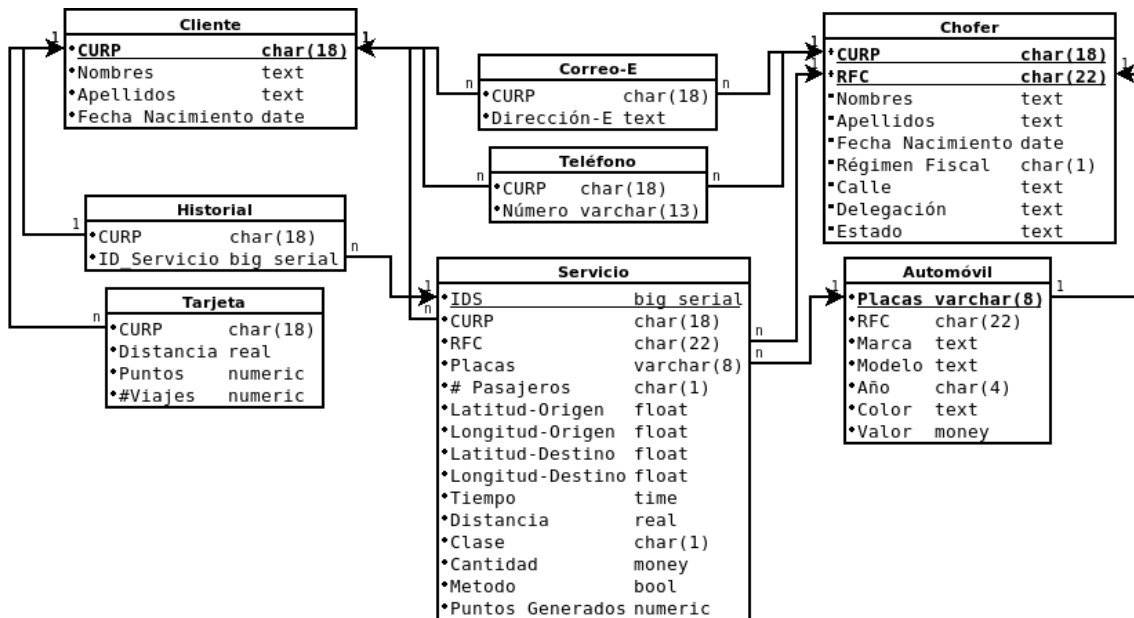 Cliente
CURP char(18)
Nombres text
Apellidos text
Fecha Nacimiento date
1
1
Correo-E
CURP char(18)
Dirección-E text
n
n
Teléfono
CURP char(18)
Número varchar(13)
n
n
Chofer
CURP char(18)
RFC char(22)
Nombres text
Apellidos text
Fecha Nacimiento date
Régimen Fiscal char(1)
Calle text
Delegación text
Estado text
1
1
1
Historial
CURP char(18)
ID_Servicio big serial
1
n
Tarjeta
CURP char(18)
Distancia real
Puntos numeric
#Viajes numeric
n
Servicio
IDS big serial
CURP char(18)
RFC char(22)
Placas varchar(8)
# Pasajeros char(1)
Latitud-Origen float
Longitud-Origen float
Latitud-Destino float
Longitud-Destino float
Tiempo time
Distancia real
Clase char(1)
Cantidad money
Metodo bool
Puntos Generados numeric
1
n
n
n
Automóvil
Placas varchar(8)
RFC char(22)
Marca text
Modelo text
Año char(4)
Color text
Valor money
1
1